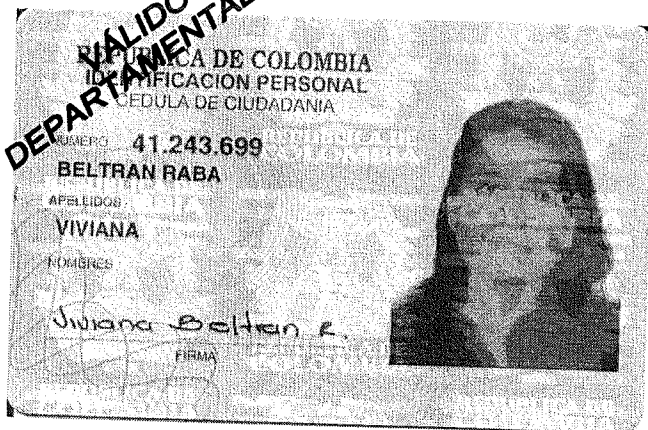 VÁLIDO
DEPARTAMENTAL
REPUBLICA DE COLOMBIA
IDENTIFICACION PERSONAL
CEDULA DE CIUDADANIA
NUMERO 41.243.699
BELTRAN RABA
APELLIDOS
VIVIANA
NOMBRES
Viviana Beltran R.
FIRMA